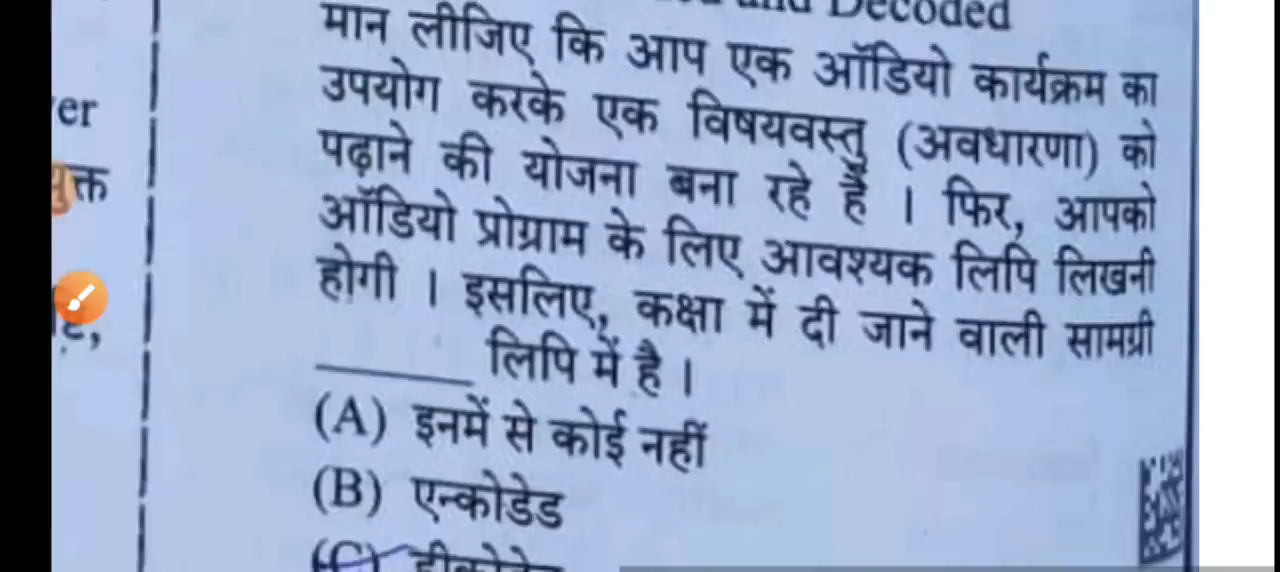 and Decoded
मान लीजिए कि आप एक ऑडियो कार्यक्रम का
उपयोग करके एक विषयवस्तु (अवधारणा) को
पढ़ाने की योजना बना रहे हैं । फिर, आपको
ऑडियो प्रोग्राम के लिए आवश्यक लिपि लिखनी
होगी । इसलिए, कक्षा में दी जाने वाली सामग्री
_______ लिपि में है ।
(A) इनमें से कोई नहीं
(B) एन्कोडेड
(C) डीकोडेड
er
क्त